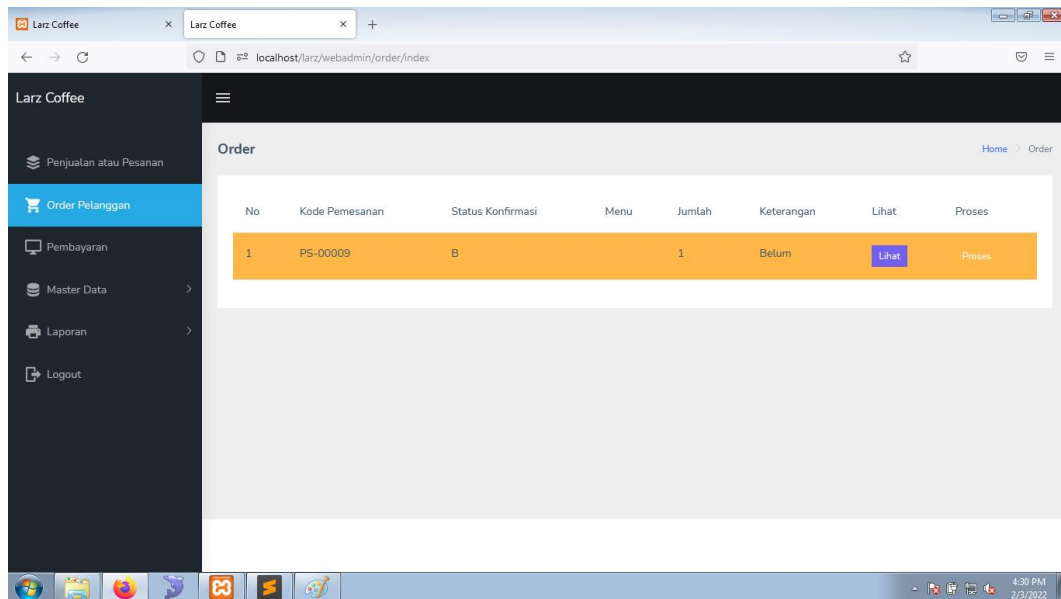 Larz Coffee
Larz Coffee
localhost/larz/webadmin/order/index
Larz Coffee
Order
Home > Order
Penjualan atau Pesanan
Order Pelanggan
Pembayaran
Master Data
Laporan
Logout
No Kode Pemesanan Status Konfirmasi Menu Jumlah Keterangan Lihat Proses
1 PS-00009 B 1 Belum Lihat Proses
4:30 PM
2/3/2022